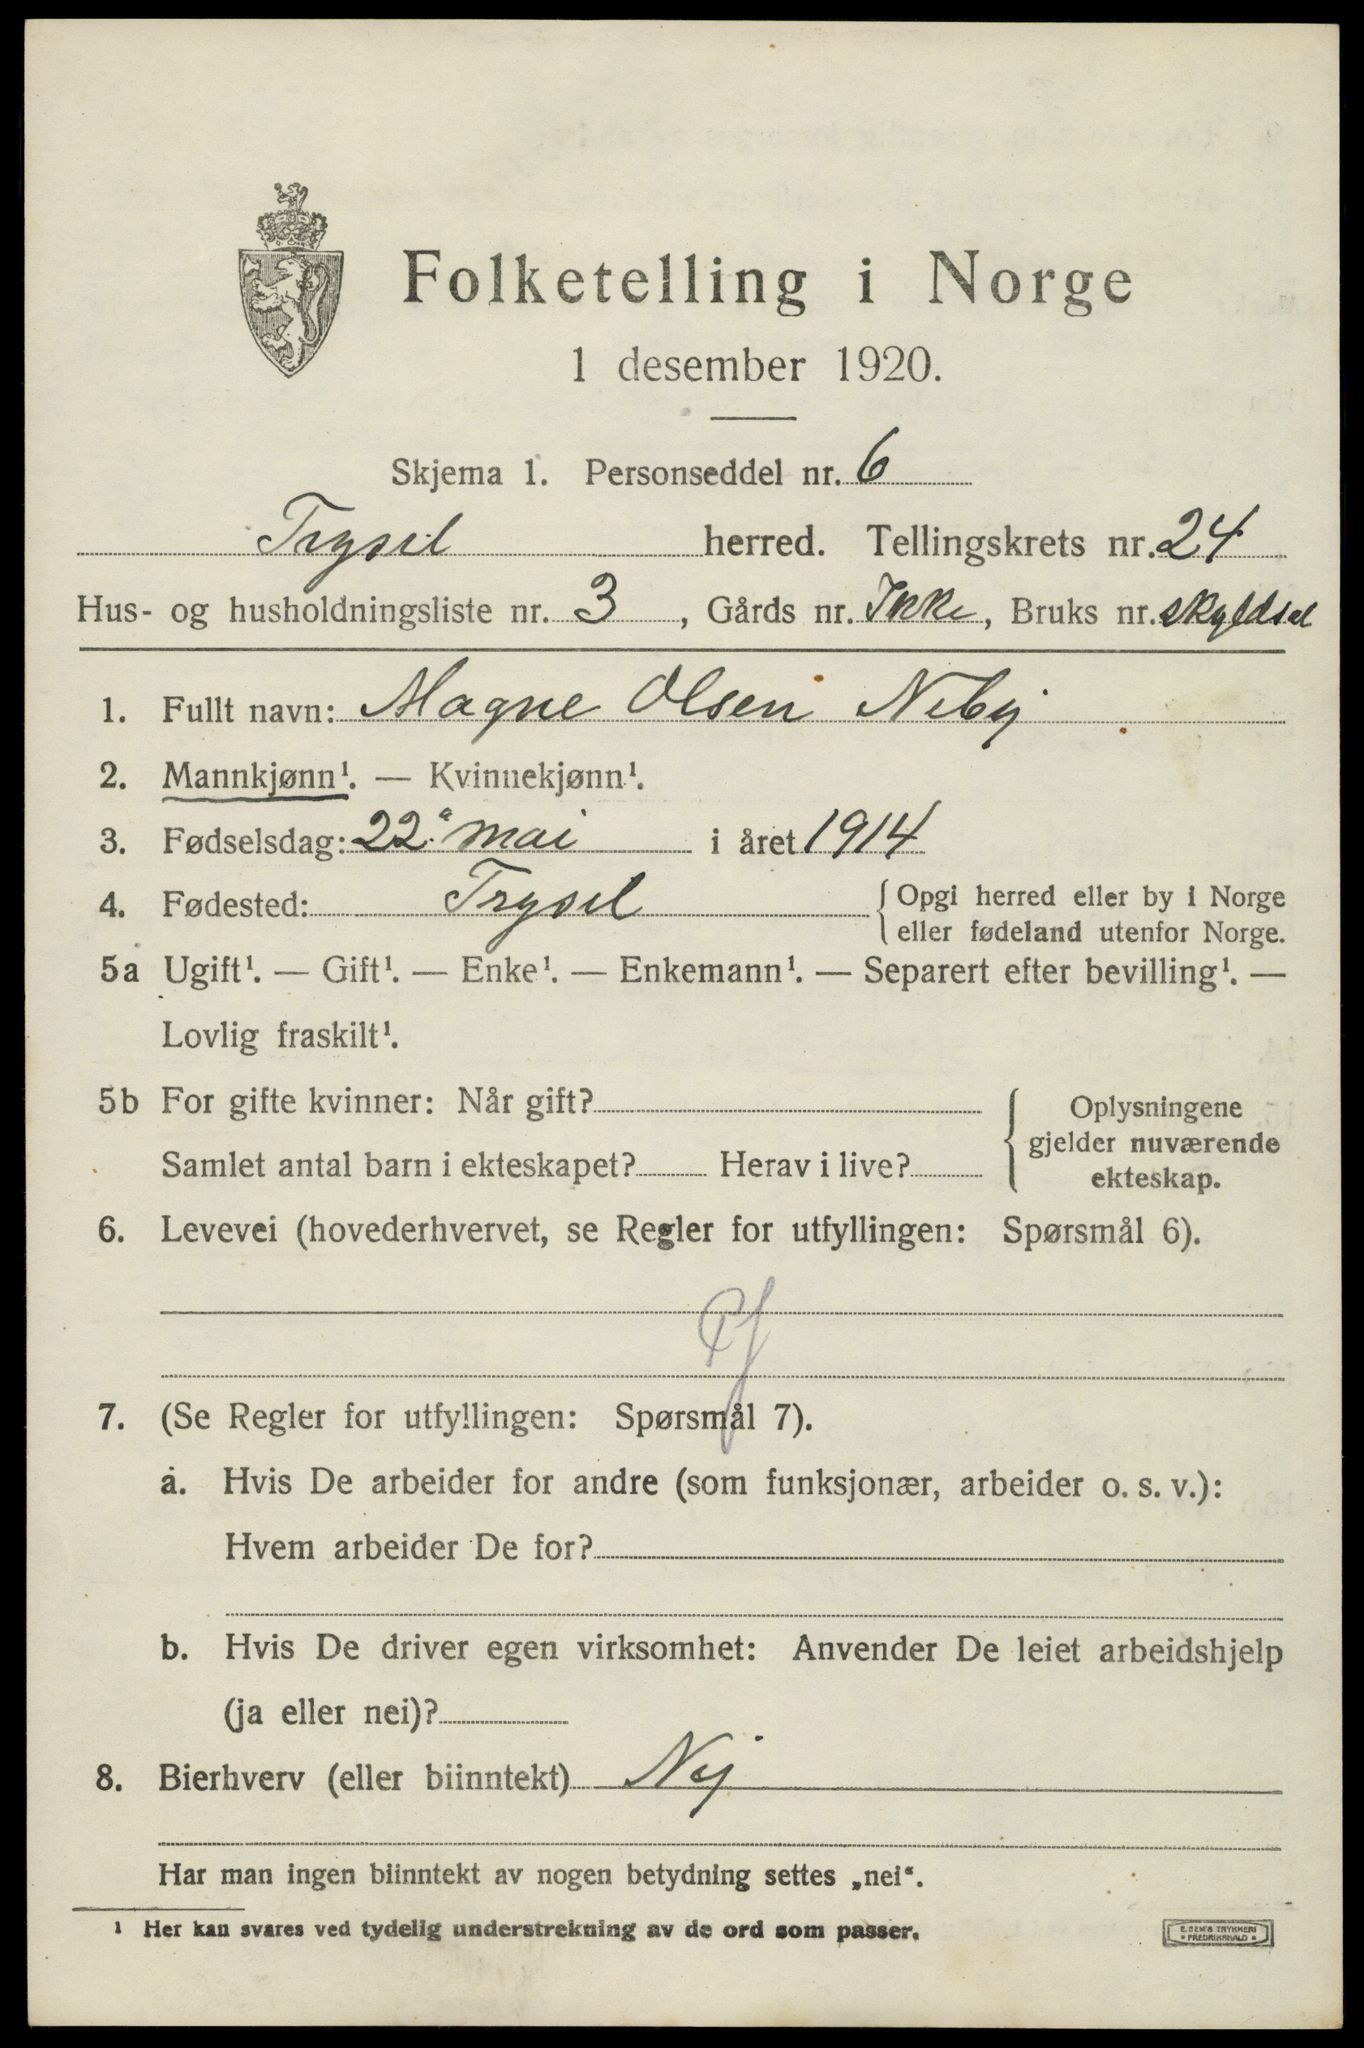 Folketelling i Norge
1 desember 1920.
Skjema 1. Personseddel nr. 6
Trysil herred. Tellingskrets nr. 24
Hus- og husholdningsliste nr. 3, Gårds nr. Ikke, Bruks nr. skyldsat
1. Fullt navn: Magne Olsen Neby
2. Mannkjønn¹. — Kvinnekjønn¹.
3. Fødselsdag: 22. mai i året 1914
4. Fødested: Trysil {Opgi herred eller by i Norge
eller fødeland utenfor Norge.
5a Ugift¹. — Gift¹. — Enke¹. — Enkemann¹. — Separert efter bevilling¹. —
Lovlig fraskilt¹.
5b For gifte kvinner: Når gift?
Samlet antal barn i ekteskapet? Herav i live?
{Oplysningene
gjelder nuværende
ekteskap.
6. Levevei (hovederhvervet, se Regler for utfyllingen: Spørsmål 6).
7. (Se Regler for utfyllingen: Spørsmål 7).
a. Hvis De arbeider for andre (som funksjonær, arbeider o. s. v.):
Hvem arbeider De for?
b. Hvis De driver egen virksomhet: Anvender De leiet arbeidshjelp
(ja eller nei)?
8. Bierhverv (eller biinntekt) Nej
Har man ingen biinntekt av nogen betydning settes „nei“.
¹ Her kan svares ved tydelig understrekning av de ord som passer.
E. SEM'S TRYKKERI
* FREDRIKSHALD *